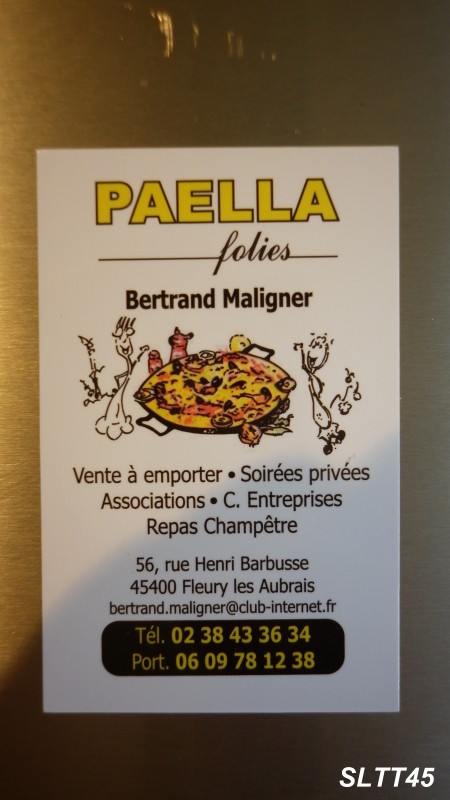 PAELLA
folies
Bertrand Maligner
Vente à emporter • Soirées privées
Associations • C. Entreprises
Repas Champêtre
56, rue Henri Barbusse
45400 Fleury les Aubrais
bertrand.maligner@club-internet.fr
Tél. 02 38 43 36 34
Port. 06 09 78 12 38
SLTT45